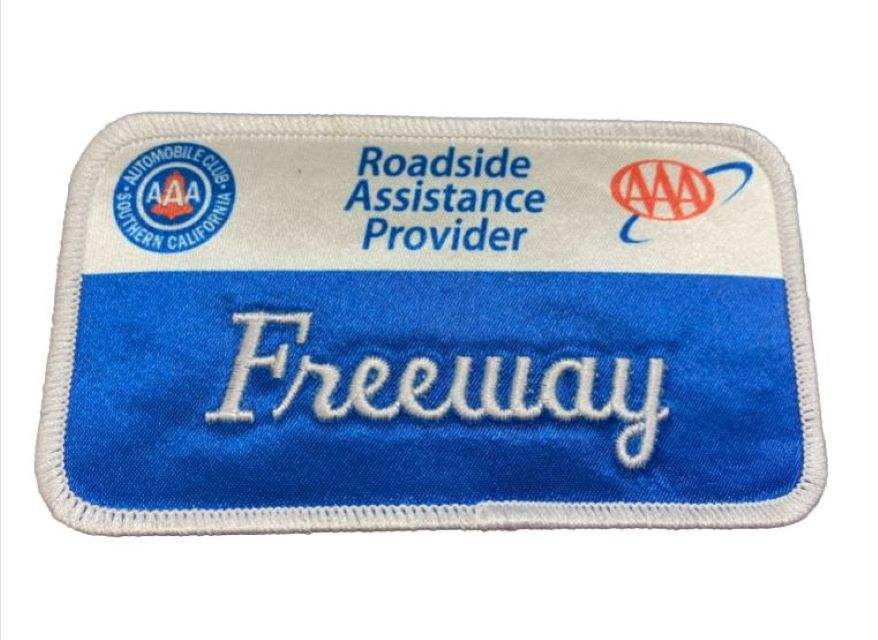 AUTOMOBILE CLUB
AAA
SOUTHERN CALIFORNIA
Roadside
Assistance
Provider
AAA
Freeway